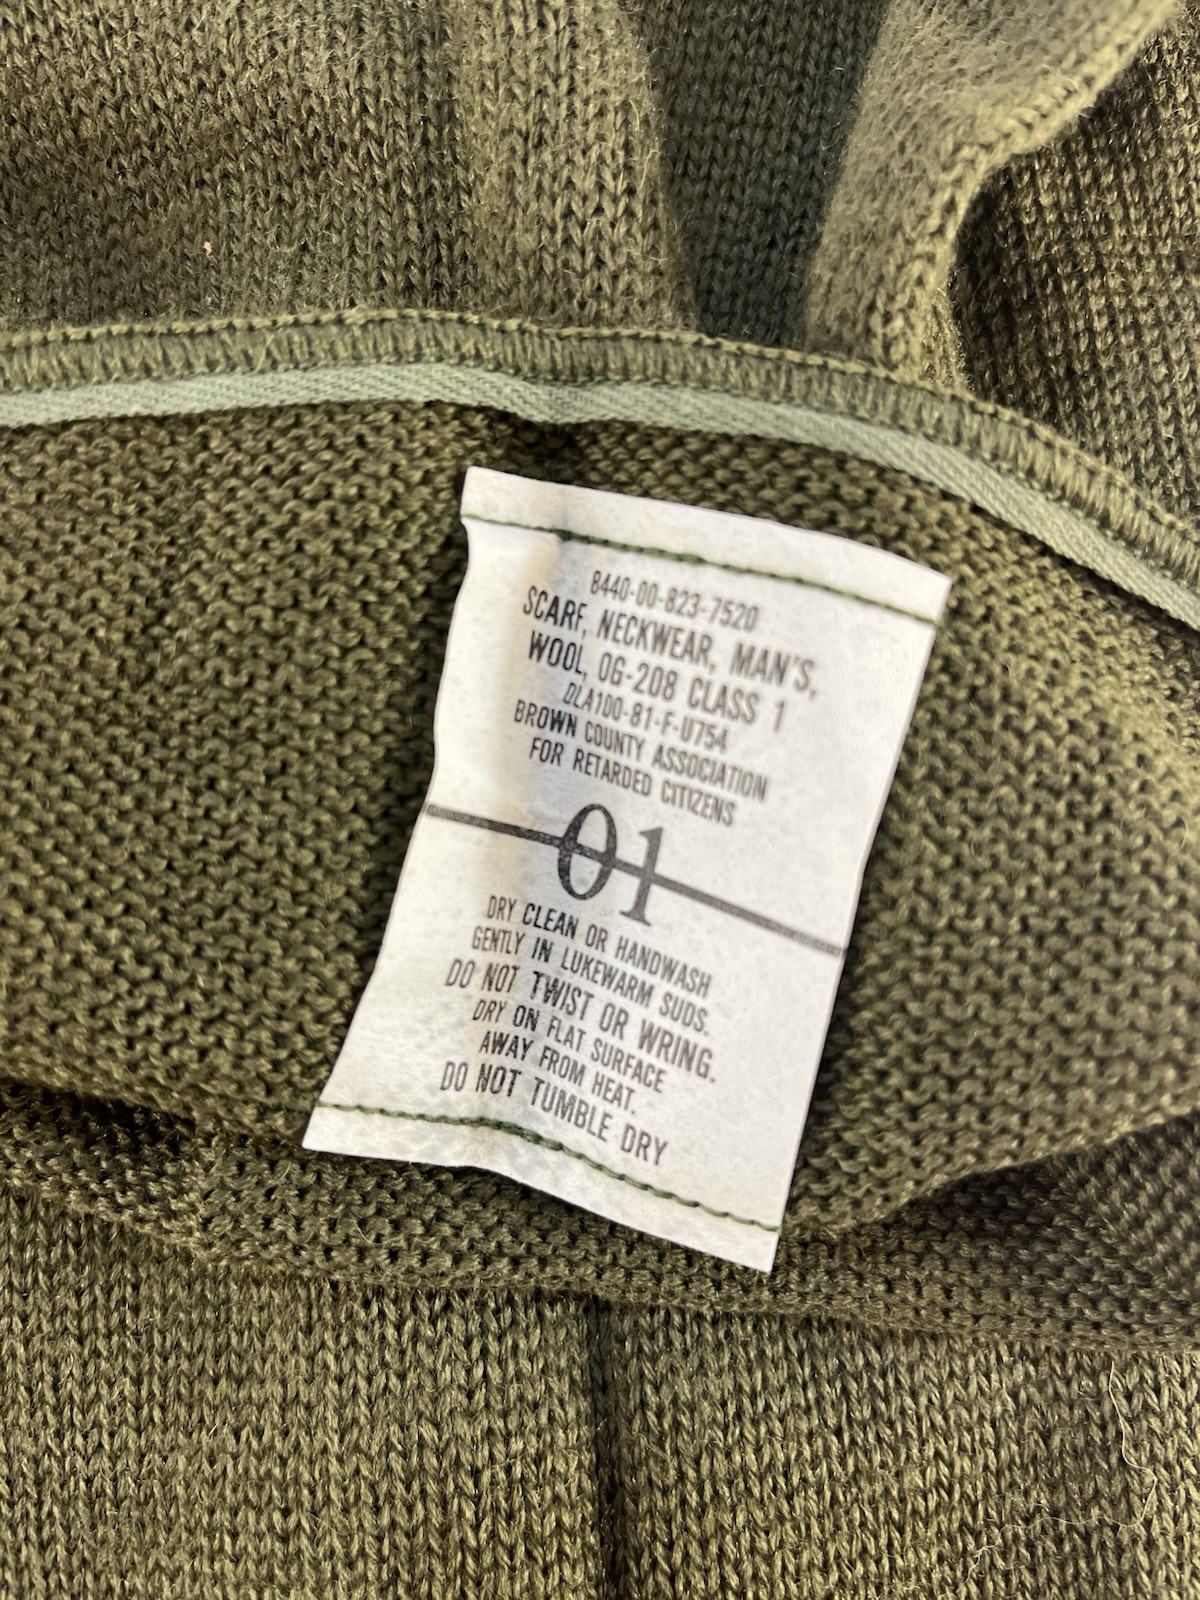 8440-00-823-7520
SCARF, NECKWEAR, MAN'S,
WOOL, OG-208 CLASS 1
DLA100-81-F-U754
BROWN COUNTY ASSOCIATION
FOR RETARDED CITIZENS
01
DRY CLEAN OR HANDWASH
GENTLY IN LUKEWARM SUDS.
DO NOT TWIST OR WRING.
DRY ON FLAT SURFACE
AWAY FROM HEAT.
DO NOT TUMBLE DRY